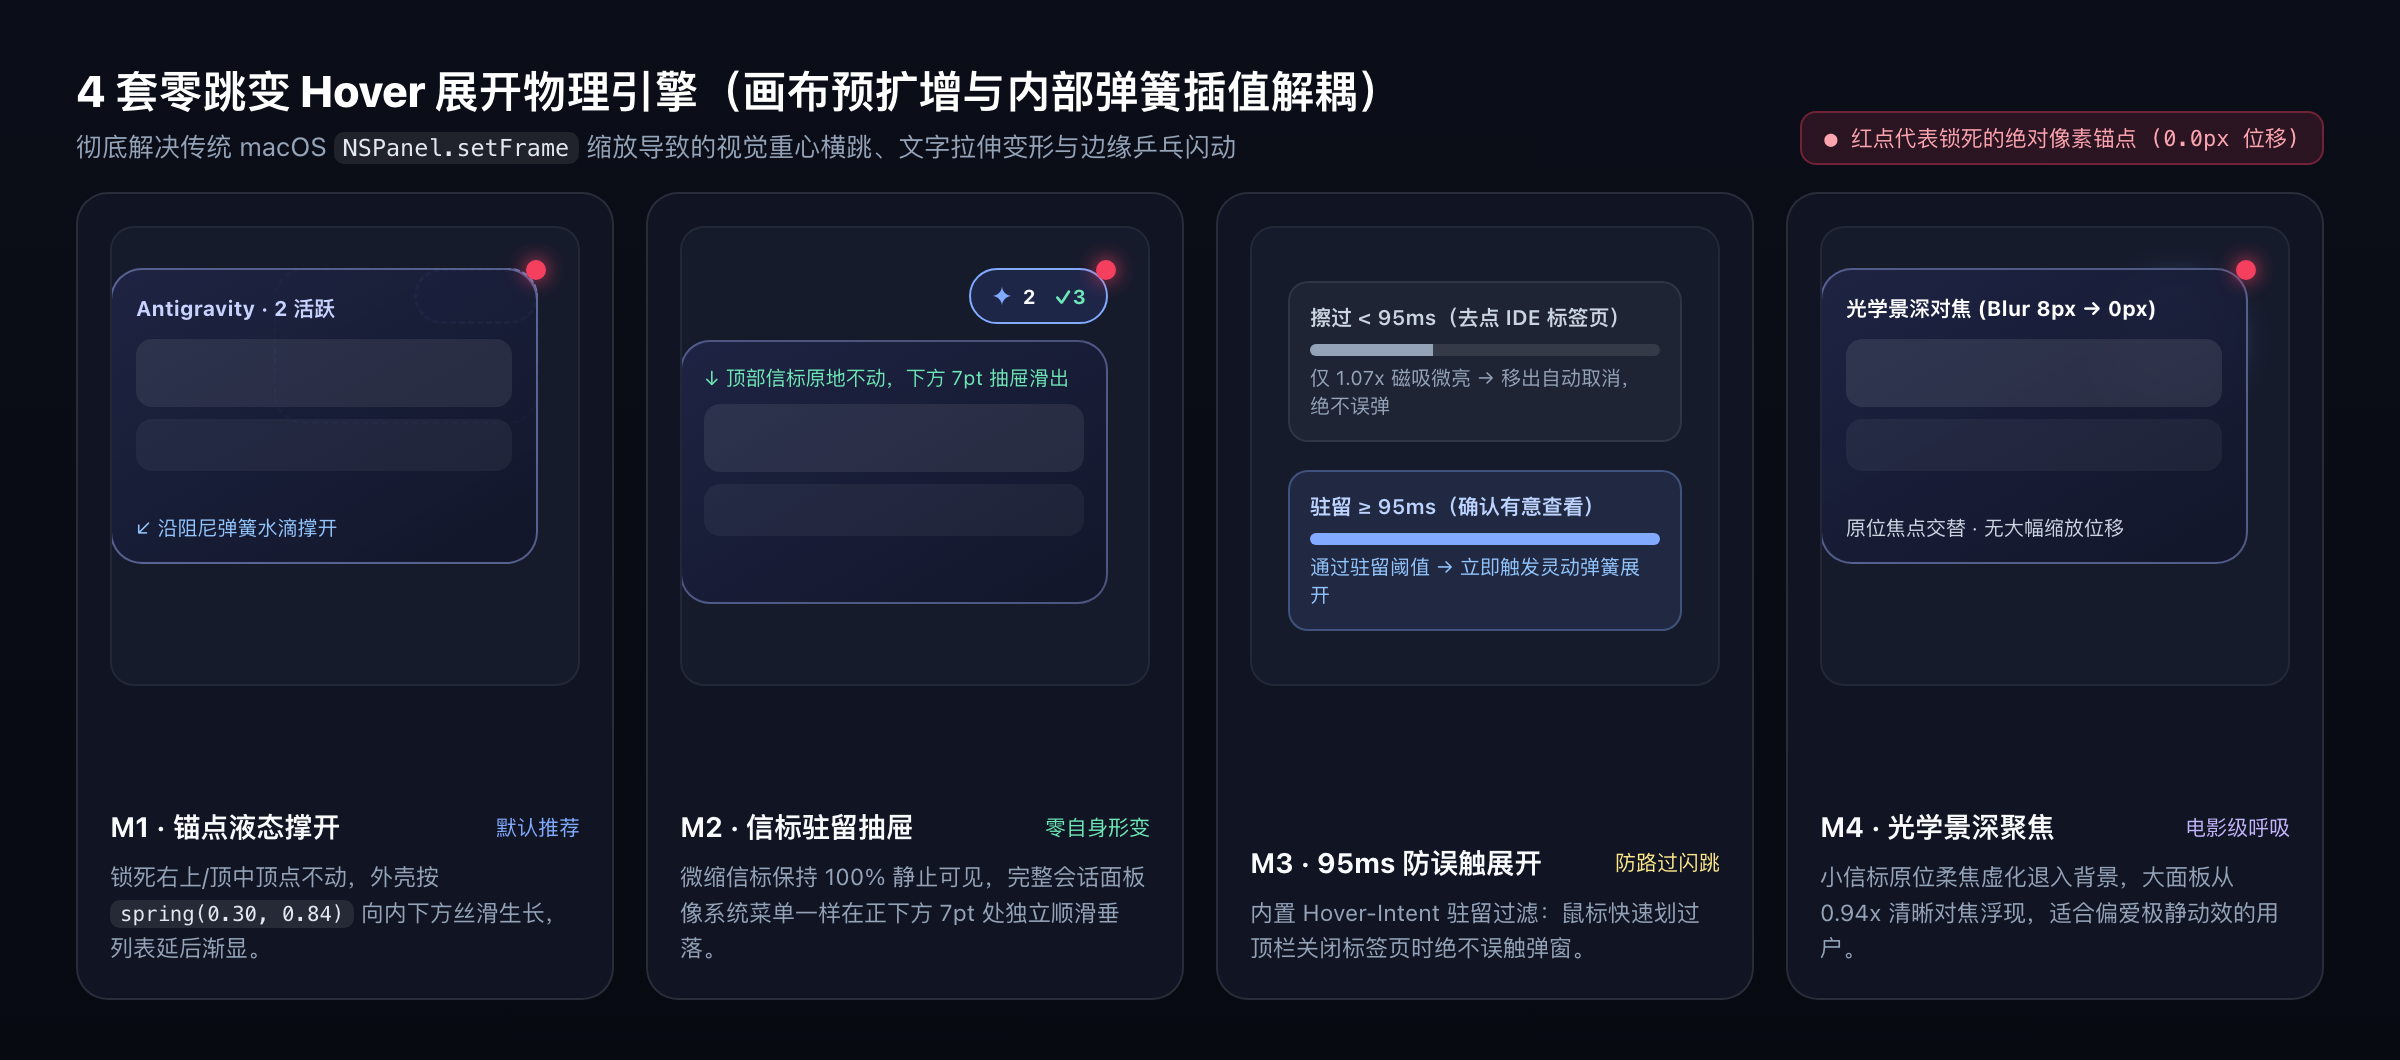 4 套零跳变 Hover 展开物理引擎（画布预扩增与内部弹簧插值解耦）
彻底解决传统 macOS NSPanel.setFrame 缩放导致的视觉重心横跳、文字拉伸变形与边缘乒乓闪动
● 红点代表锁死的绝对像素锚点 (0.0px 位移)
Antigravity · 2 活跃
↙ 沿阻尼弹簧水滴撑开
M1 · 锚点液态撑开
默认推荐
锁死右上/顶中顶点不动，外壳按
spring(0.30, 0.84) 向内下方丝滑生长，
列表延后渐显。
✦ 2 ✓3
↓ 顶部信标原地不动，下方 7pt 抽屉滑出
M2 · 信标驻留抽屉
零自身形变
微缩信标保持 100% 静止可见，完整会话面板
像系统菜单一样在正下方 7pt 处独立顺滑垂
落。
擦过 < 95ms（去点 IDE 标签页）
仅 1.07x 磁吸微亮 → 移出自动取消，
绝不误弹
驻留 ≥ 95ms（确认有意查看）
通过驻留阈值 → 立即触发灵动弹簧展
开
M3 · 95ms 防误触展开
防路过闪跳
内置 Hover-Intent 驻留过滤：鼠标快速划过
顶栏关闭标签页时绝不误触弹窗。
光学景深对焦 (Blur 8px → 0px)
原位焦点交替 · 无大幅缩放位移
M4 · 光学景深聚焦
电影级呼吸
小信标原位柔焦虚化退入背景，大面板从
0.94x 清晰对焦浮现，适合偏爱极静动效的用
户。